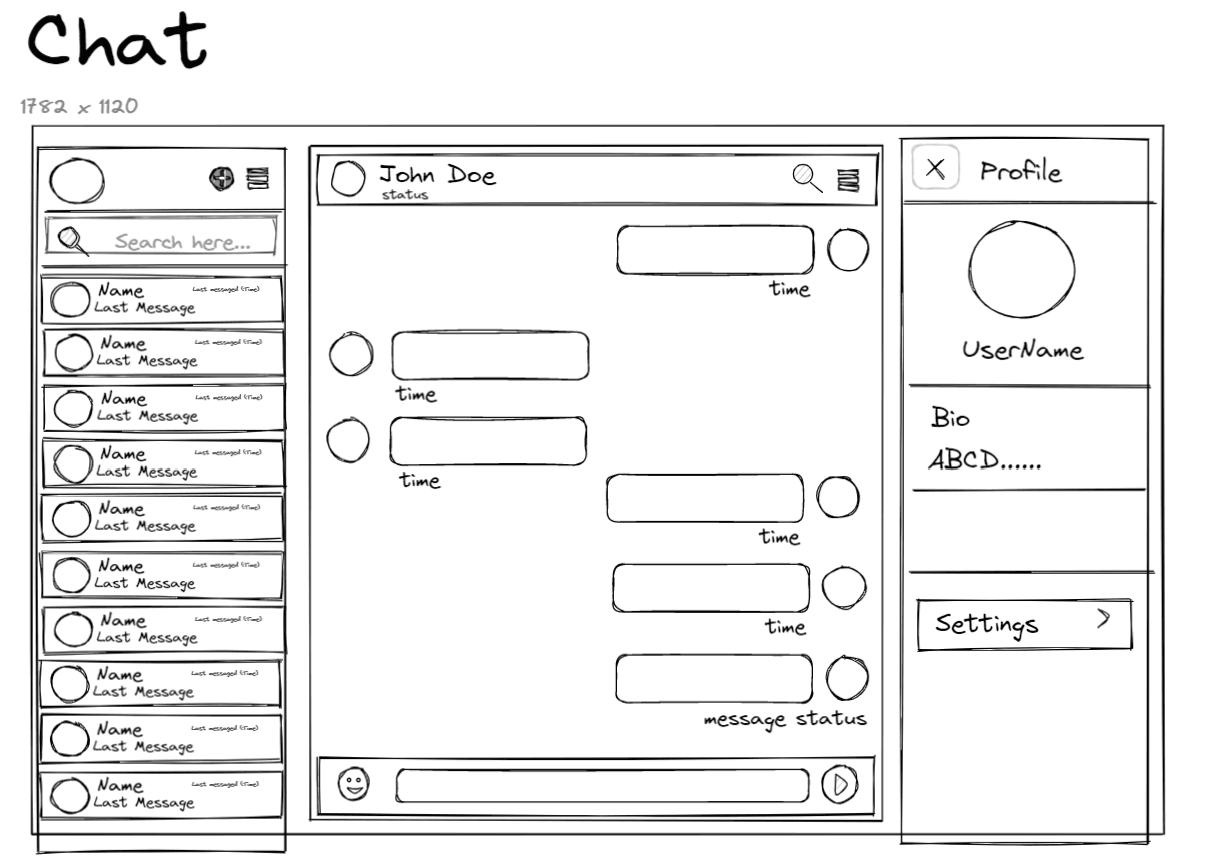 Chat
1782 x 1120
Search here...
Name
Last messaged (Time)
Last Message
Name
Last messaged (Time)
Last Message
Name
Last messaged (Time)
Last Message
Name
Last messaged (Time)
Last Message
Name
Last messaged (Time)
Last Message
Name
Last messaged (Time)
Last Message
Name
Last messaged (Time)
Last Message
Name
Last messaged (Time)
Last Message
Name
Last messaged (Time)
Last Message
Name
Last messaged (Time)
Last Message
John Doe
status
time
time
time
time
time
message status
Profile
UserName
Bio
ABCD......
Settings